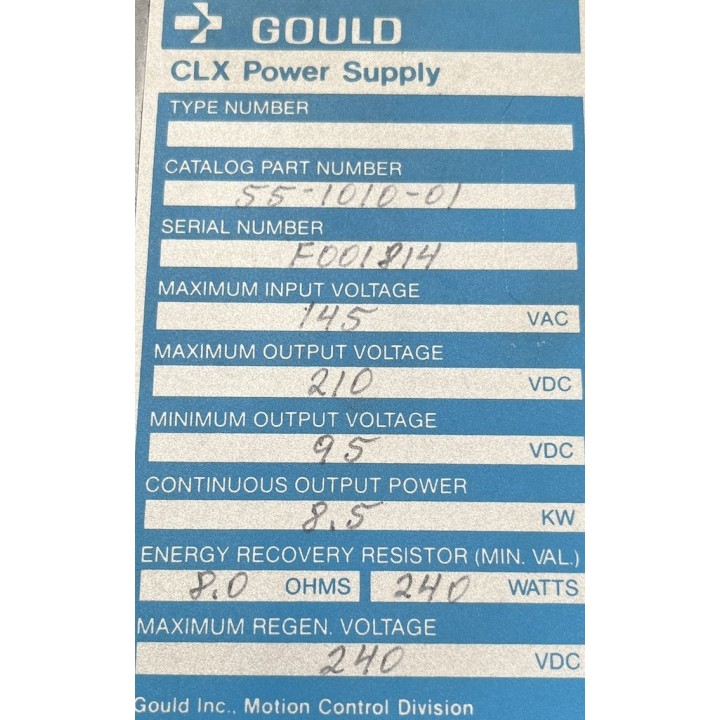 GOULD
CLX Power Supply
TYPE NUMBER
CATALOG PART NUMBER
55-1010-01
SERIAL NUMBER
F001814
MAXIMUM INPUT VOLTAGE
145 VAC
MAXIMUM OUTPUT VOLTAGE
210 VDC
MINIMUM OUTPUT VOLTAGE
95 VDC
CONTINUOUS OUTPUT POWER
8.5 KW
ENERGY RECOVERY RESISTOR (MIN. VAL.)
8.0 OHMS 240 WATTS
MAXIMUM REGEN. VOLTAGE
240 VDC
Gould Inc., Motion Control Division